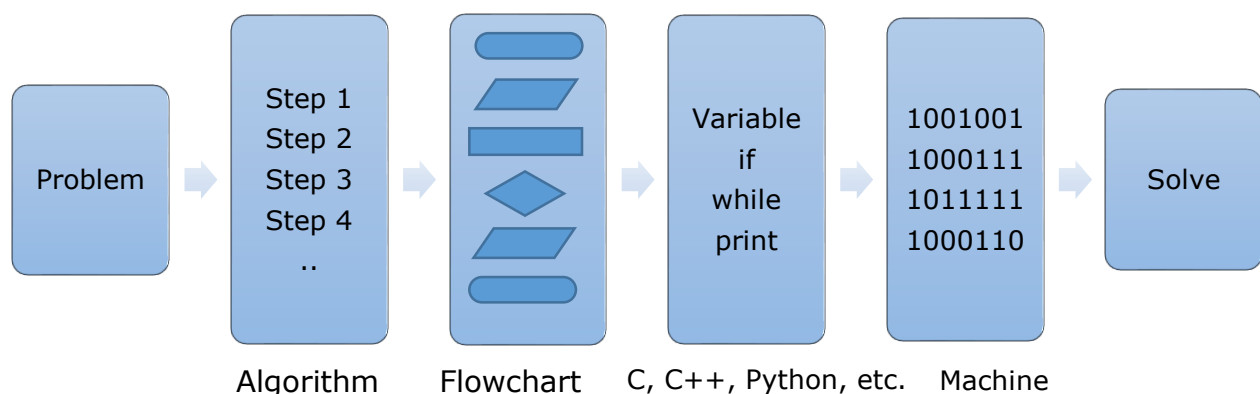 Problem
Step 1
Step 2
Step 3
Step 4
..
Variable
if
while
print
1001001
1000111
1011111
1000110
Solve
Algorithm
Flowchart
C, C++, Python, etc.
Machine